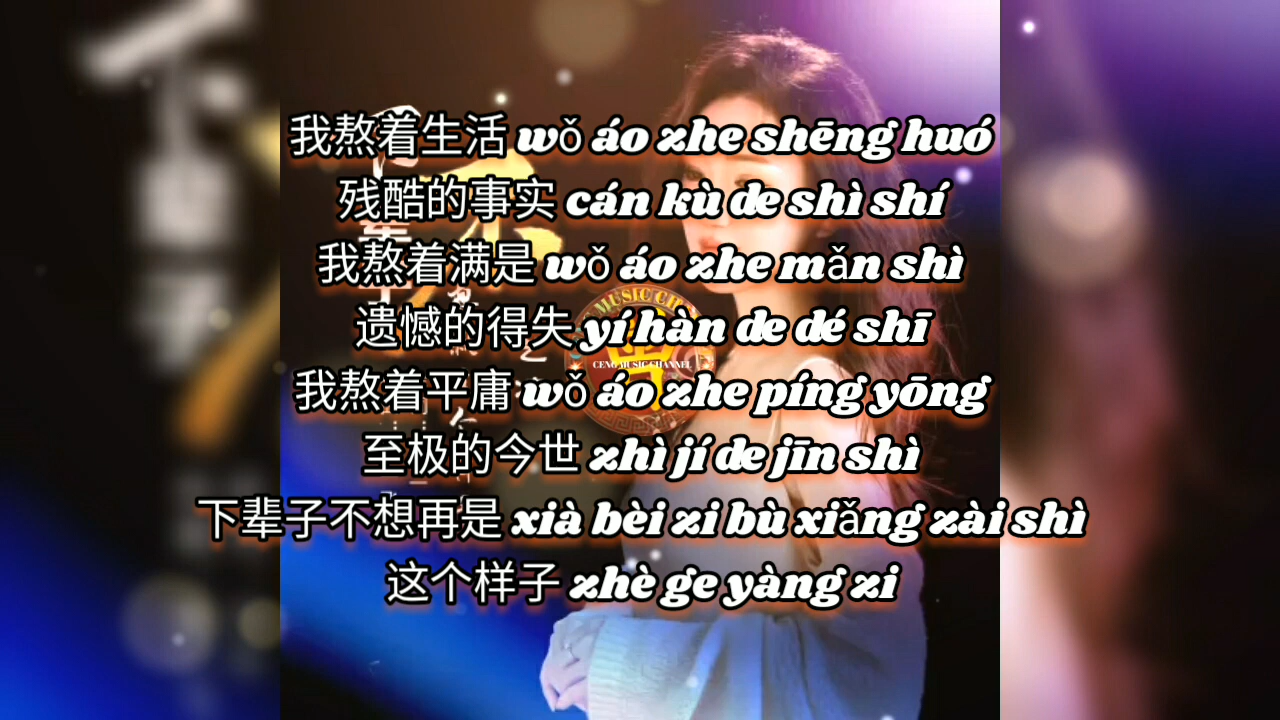 我熬着生活 wǒ áo zhe shēng huó
残酷的事实 cán kù de shì shí
我熬着满是 wǒ áo zhe mǎn shì
遗憾的得失 yí hàn de dé shī
我熬着平庸 wǒ áo zhe píng yōng
至极的今世 zhì jí de jīn shì
下辈子不想再是 xià bèi zi bù xiǎng zài shì
这个样子 zhè ge yàng zi
CENG MUSIC CHANNEL